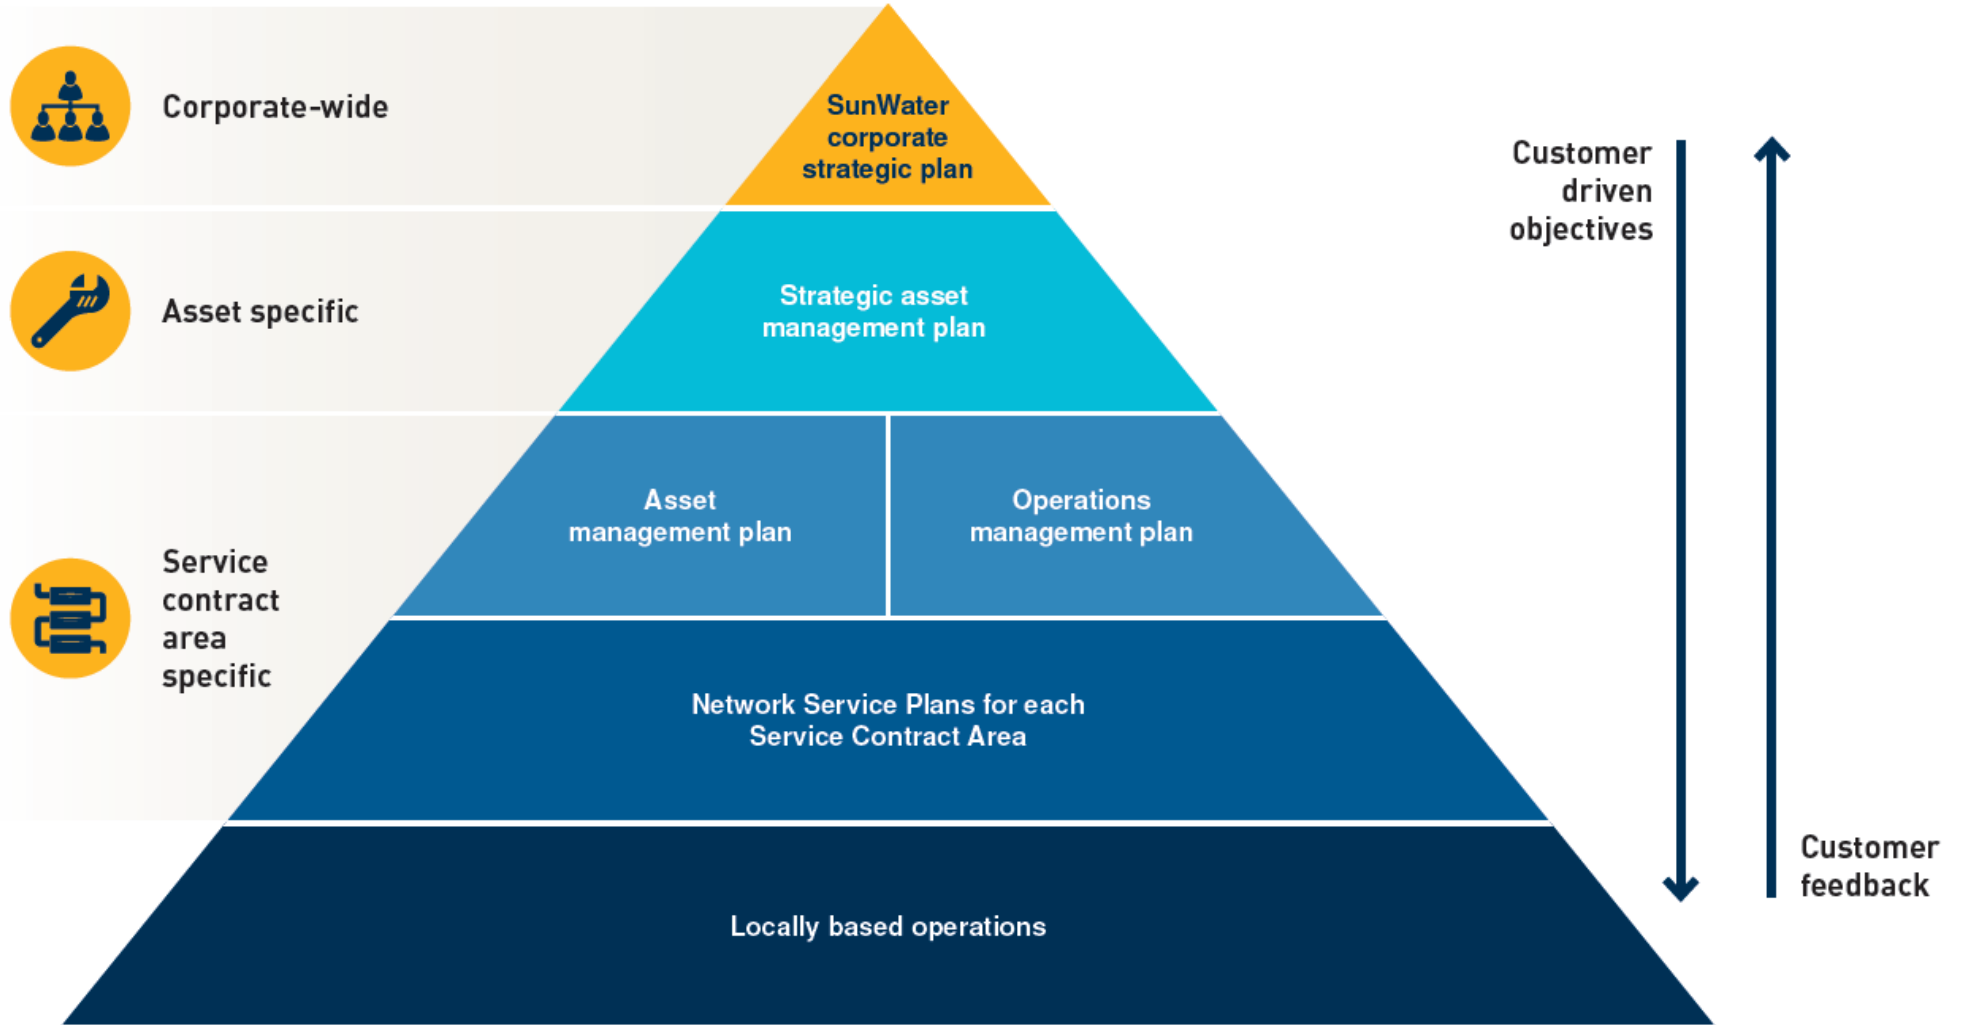 Corporate-wide
SunWater
corporate
strategic plan
Customer
driven
objectives
Asset specific
Strategic asset
management plan
Service
contract
area
specific
Asset
management plan
Operations
management plan
Network Service Plans for each
Service Contract Area
Locally based operations
Customer
feedback